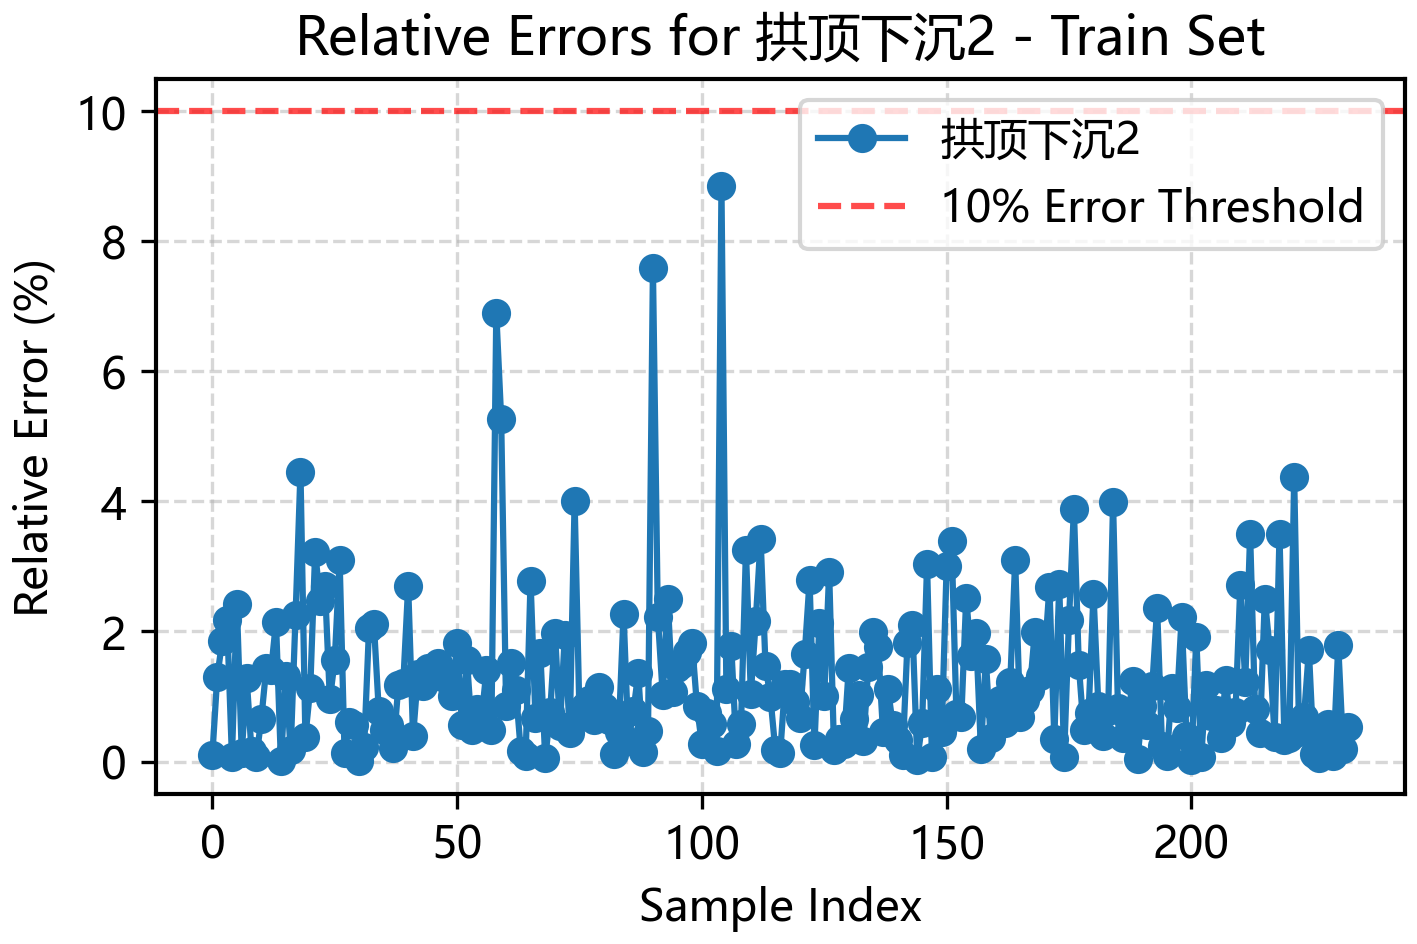 Relative Errors for 拱顶下沉2 - Train Set
10
8
6
4
2
0
Relative Error (%)
拱顶下沉2
10% Error Threshold
0 50 100 150 200
Sample Index